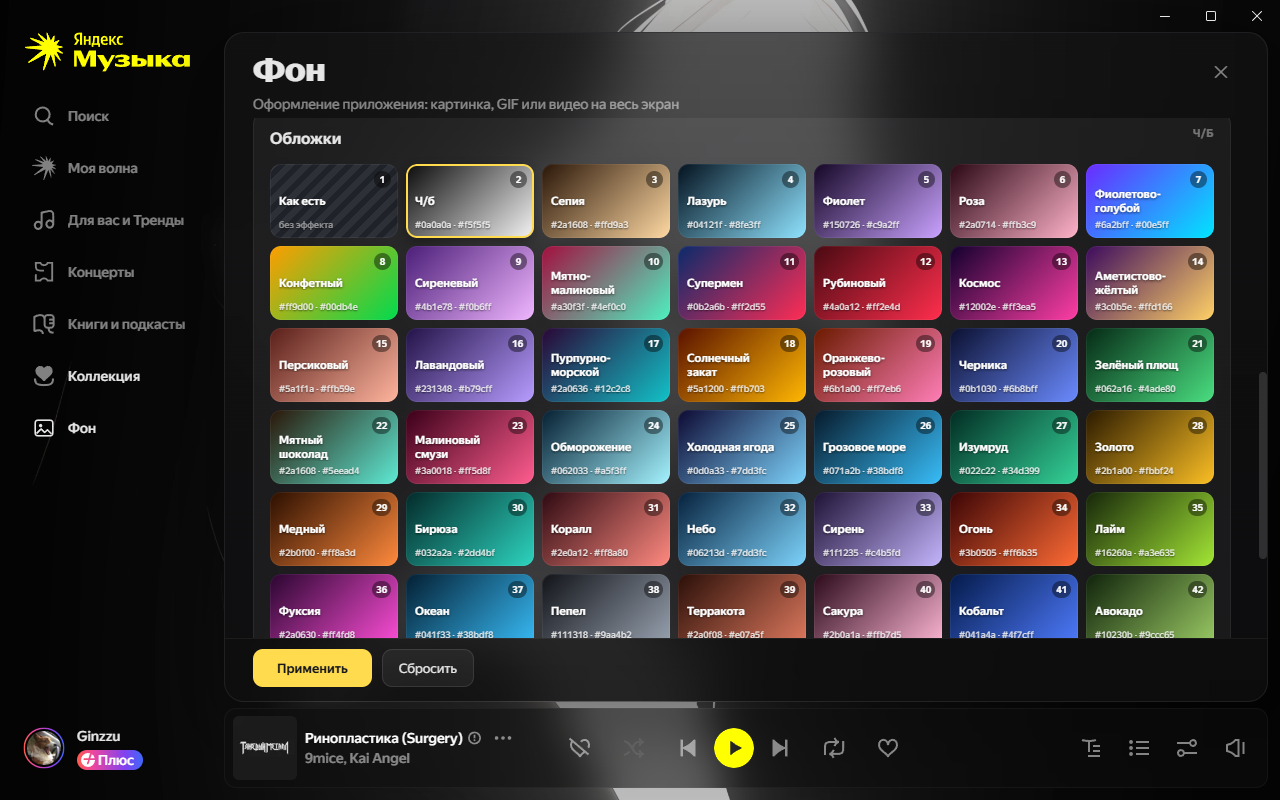 Яндекс
Музыка
Поиск
Моя волна
Для вас и Тренды
Концерты
Книги и подкасты
Коллекция
Фон
Фон
Оформление приложения: картинка, GIF или видео на весь экран
Обложки
Ч/Б
1
Как есть
без эффекта
2
Ч/б
#0a0a0a · #f5f5f5
3
Сепия
#2a1608 · #ffd9a3
4
Лазурь
#04121f · #8fe3ff
5
Фиолет
#150726 · #c9a2ff
6
Роза
#2a0714 · #ffb3c9
7
Фиолетово-
голубой
#6a2bff · #00e5ff
8
Конфетный
#ff9d00 · #00db4e
9
Сиреневый
#4b1e78 · #f0b6ff
10
Мятно-
малиновый
#a30f3f · #4ef0c0
11
Супермен
#0b2a6b · #ff2d55
12
Рубиновый
#4a0a12 · #ff2e4d
13
Космос
#12002e · #ff3ea5
14
Аметистово-
жёлтый
#3c0b5e · #ffd166
15
Персиковый
#5a1f1a · #ffb59e
16
Лавандовый
#231348 · #b79cff
17
Пурпурно-
морской
#2a0636 · #12c2c8
18
Солнечный
закат
#5a1200 · #ffb703
19
Оранжево-
розовый
#6b1a00 · #ff7eb6
20
Черника
#0b1030 · #6b8bff
21
Зелёный плющ
#062a16 · #4ade80
22
Мятный
шоколад
#2a1608 · #5eead4
23
Малиновый
смузи
#3a0018 · #ff5d8f
24
Обморожение
#062033 · #a5f3ff
25
Холодная ягода
#0d0a33 · #7dd3fc
26
Грозовое море
#071a2b · #38bdf8
27
Изумруд
#022c22 · #34d399
28
Золото
#2b1a00 · #fbbf24
29
Медный
#2b0f00 · #ff8a3d
30
Бирюза
#032a2a · #2dd4bf
31
Коралл
#2e0a12 · #ff8a80
32
Небо
#06213d · #7dd3fc
33
Сирень
#1f1235 · #c4b5fd
34
Огонь
#3b0505 · #ff6b35
35
Лайм
#16260a · #a3e635
36
Фуксия
#2a0630 · #ff4fd8
37
Океан
#041f33 · #38bdf8
38
Пепел
#111318 · #9aa4b2
39
Терракота
#2a0f08 · #e07a5f
40
Сакура
#2b0a1a · #ffb7d5
41
Кобальт
#041a4a · #4f7cff
42
Авокадо
#10230b · #9ccc65
Применить
Сбросить
Ginzzu
Плюс
Ринопластика (Surgery)
9mice, Kai Angel